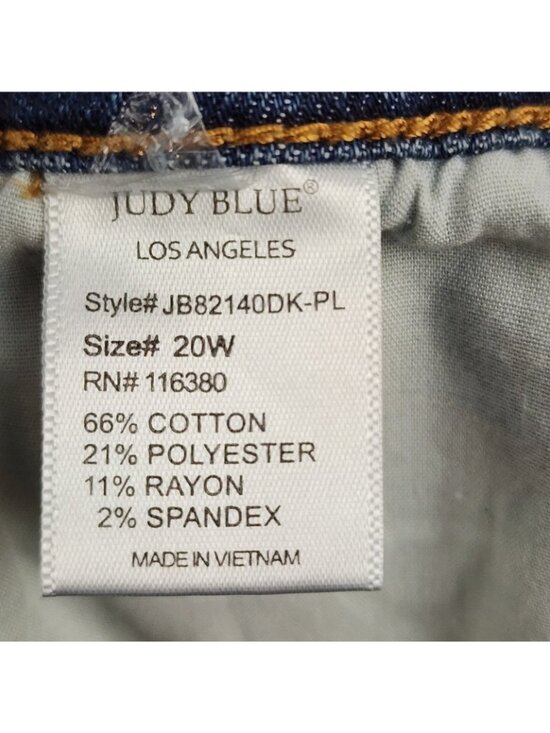 JUDY BLUE®
LOS ANGELES
Style# JB82140DK-PL
Size# 20W
RN# 116380
66% COTTON
21% POLYESTER
11% RAYON
2% SPANDEX
MADE IN VIETNAM